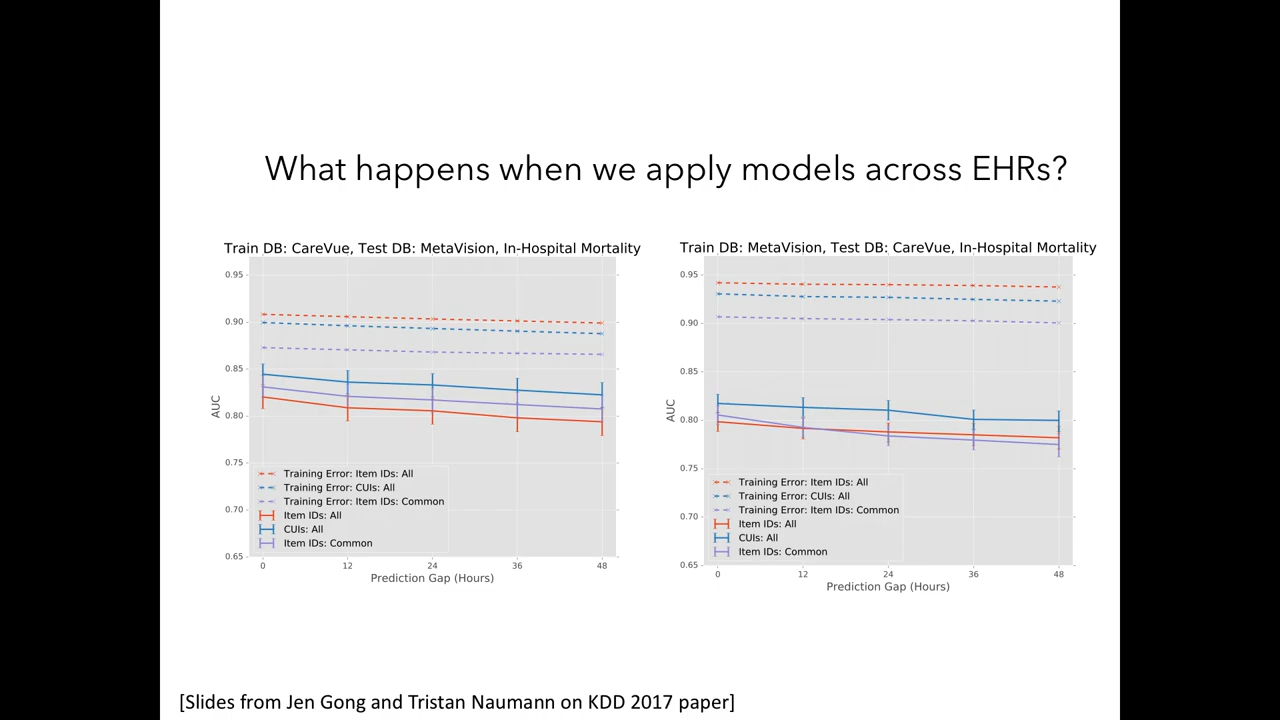 What happens when we apply models across EHRs?
Train DB: CareVue, Test DB: MetaVision, In-Hospital Mortality
0.95
0.90
0.85
0.80
0.75
0.70
0.65
AUC
Training Error: Item IDs: All
Training Error: CUIs: All
Training Error: Item IDs: Common
Item IDs: All
CUIs: All
Item IDs: Common
0 12 24 36 48
Prediction Gap (Hours)
Train DB: MetaVision, Test DB: CareVue, In-Hospital Mortality
0.95
0.90
0.85
0.80
0.75
0.70
0.65
AUC
Training Error: Item IDs: All
Training Error: CUIs: All
Training Error: Item IDs: Common
Item IDs: All
CUIs: All
Item IDs: Common
0 12 24 36 48
Prediction Gap (Hours)
[Slides from Jen Gong and Tristan Naumann on KDD 2017 paper]